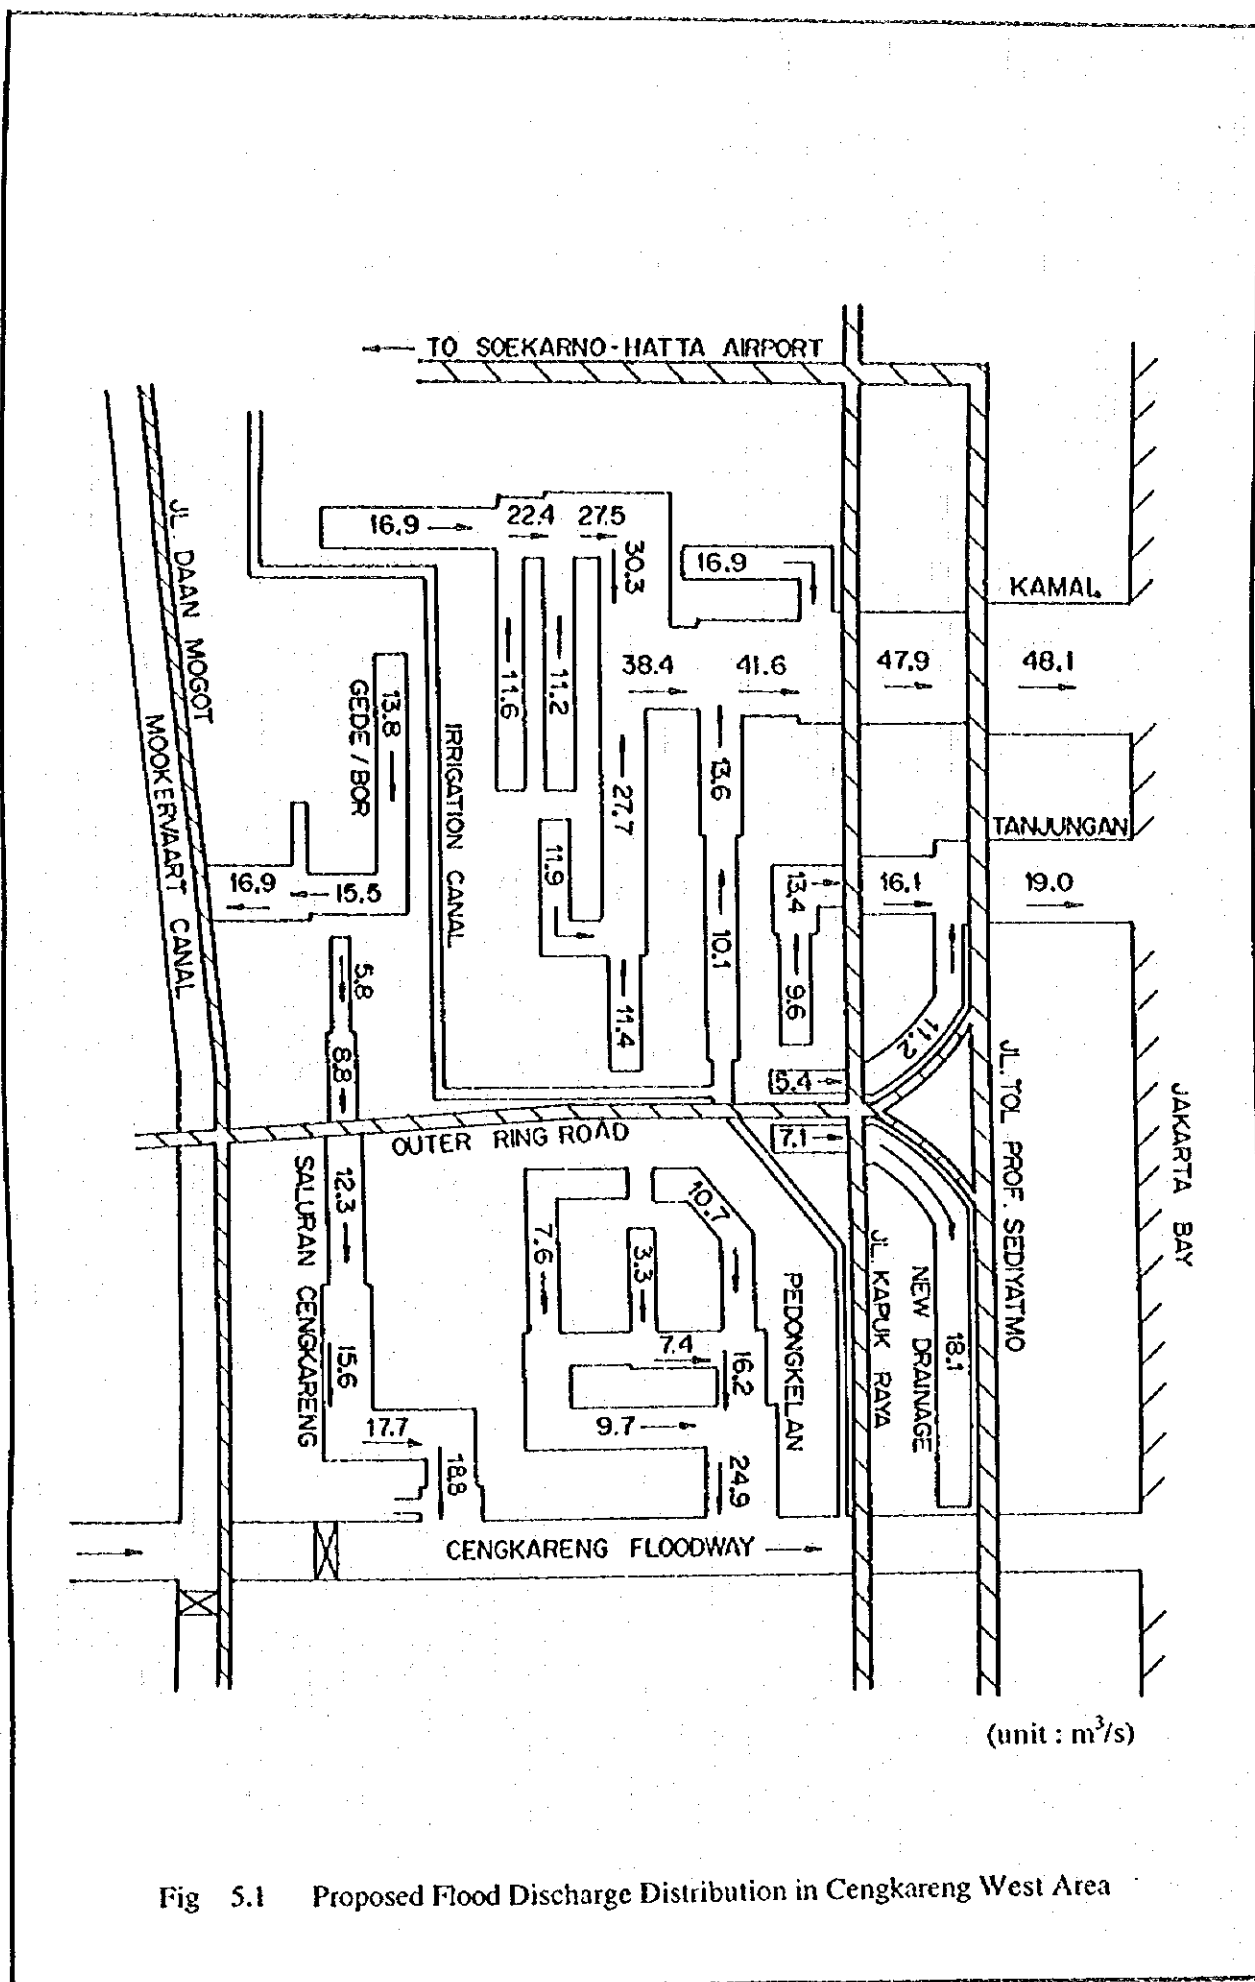 TO SOEKARNO-HATTA AIRPORT
16.9
22.4
27.5
30.3
16.9
KAMAL
JL. DAAN MOGOT
38.4
41.6
47.9
48.1
11.6
11.2
13.8
GEDE / BOR
MOOKERVAART CANAL
IRRIGATION CANAL
27.7
13.6
TANJUNGAN
16.9
15.5
11.9
13.4
16.1
19.0
10.1
5.8
9.6
11.4
11.2
8.8
5.4
JL. TOL PROF. SEDIYATMO
JAKARTA BAY
OUTER RING ROAD
7.1
SALURAN CENGKARENG
12.3
10.7
7.6
3.3
PEDONGKELAN
JL. KAPUK RAYA
NEW DRAINAGE
18.1
15.6
7.4
16.2
17.7
9.7
18.8
24.9
CENGKARENG FLOODWAY
(unit : m³/s)
Fig 5.1 Proposed Flood Discharge Distribution in Cengkareng West Area